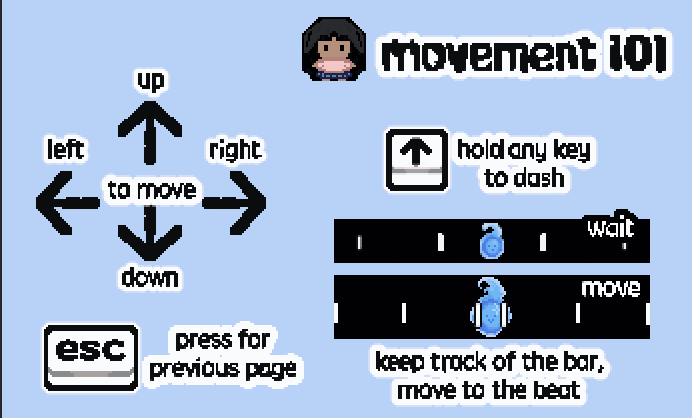 movement 101
up
left
right
to move
down
hold any key
to dash
wait
move
esc
press for
previous page
keep track of the bar,
move to the beat